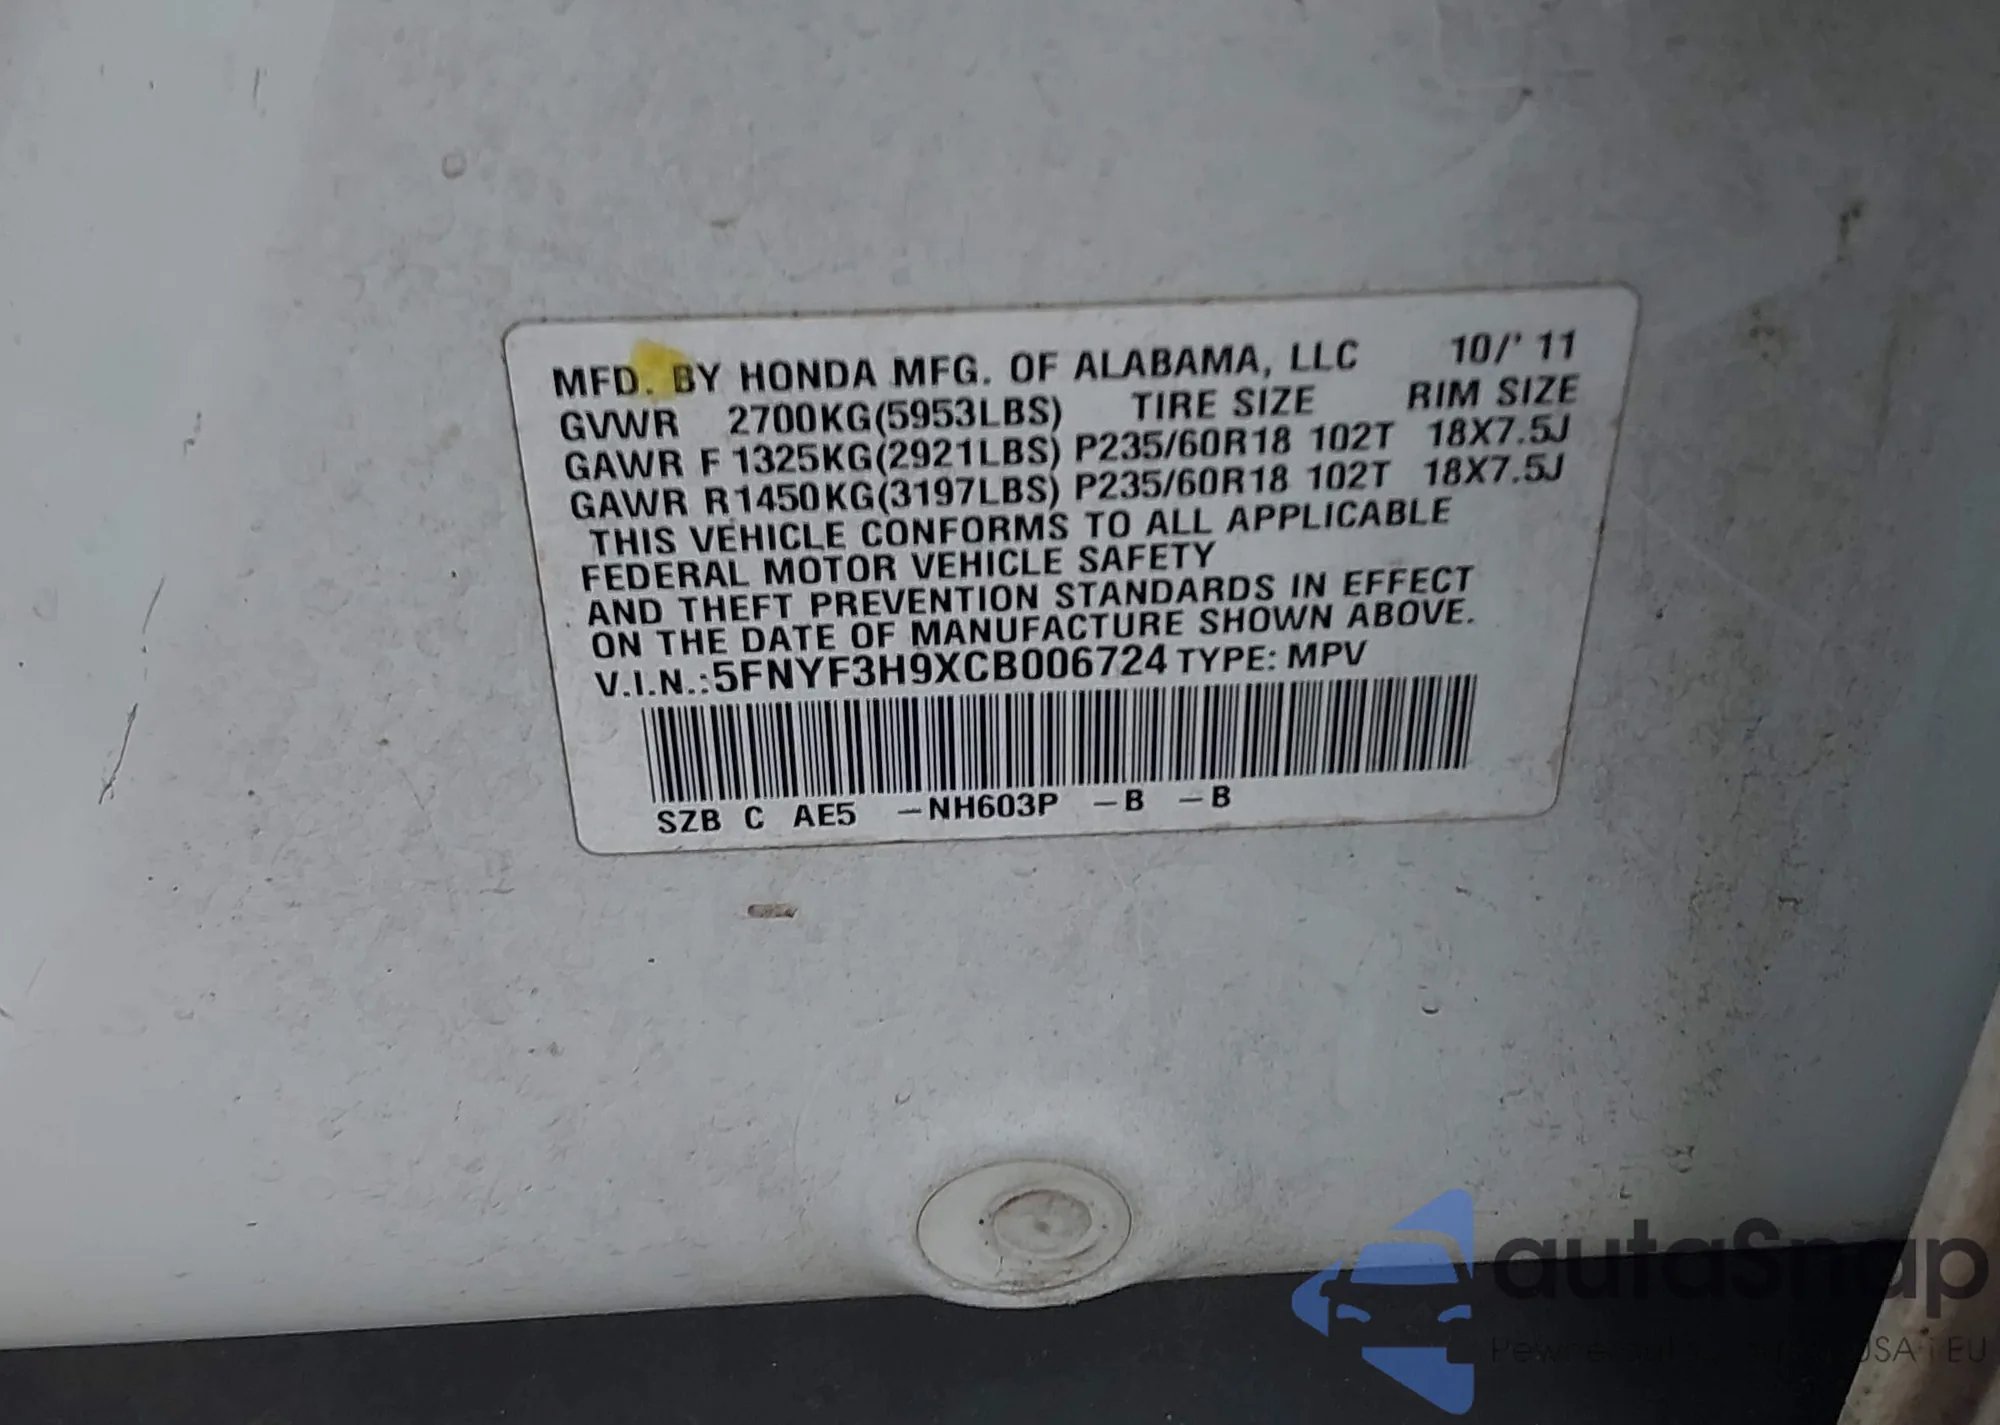 MFD. BY HONDA MFG. OF ALABAMA, LLC 10/' 11
GVWR 2700KG(5953LBS) TIRE SIZE RIM SIZE
GAWR F 1325KG(2921LBS) P235/60R18 102T 18X7.5J
GAWR R1450KG(3197LBS) P235/60R18 102T 18X7.5J
THIS VEHICLE CONFORMS TO ALL APPLICABLE
FEDERAL MOTOR VEHICLE SAFETY
AND THEFT PREVENTION STANDARDS IN EFFECT
ON THE DATE OF MANUFACTURE SHOWN ABOVE.
V.I.N.:5FNYF3H9XCB006724 TYPE: MPV
SZB C AE5 -NH603P -B -B
autasnap
USA i EU